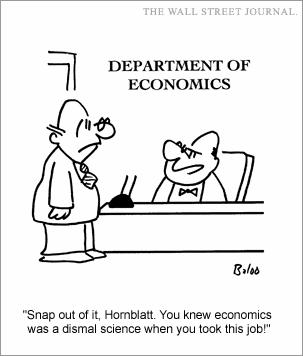 THE WALL STREET JOURNAL.
DEPARTMENT OF
ECONOMICS
Baloo
"Snap out of it, Hornblatt. You knew economics
was a dismal science when you took this job!"